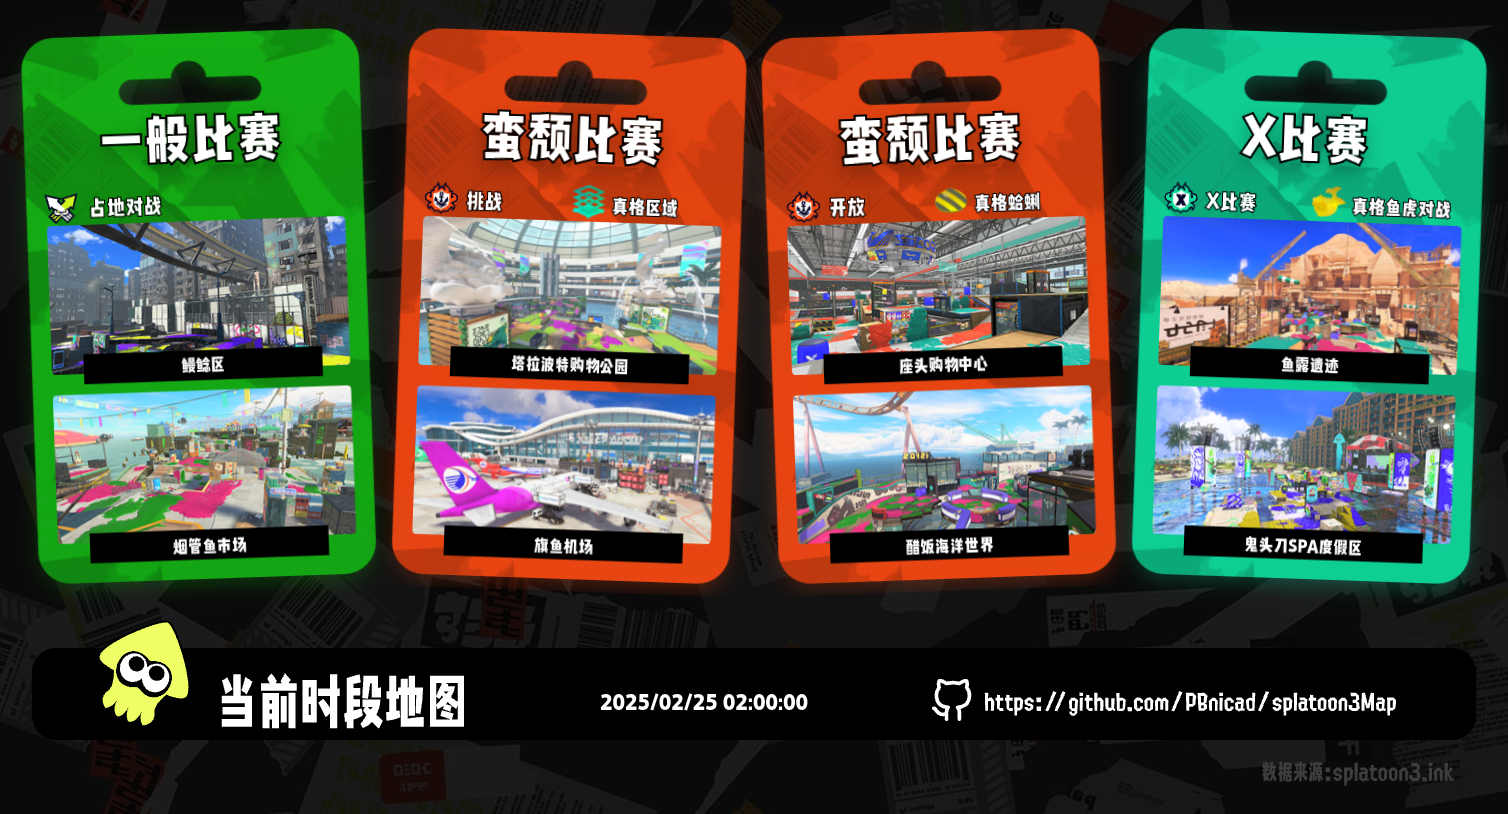 一般比赛
占地对战
鳗鲶区
烟管鱼市场
蛮颓比赛
挑战
真格区域
塔拉波特购物公园
旗鱼机场
蛮颓比赛
开放
真格蛤蜊
座头购物中心
醋饭海洋世界
X比赛
X比赛
真格鱼虎对战
鱼露遗迹
鬼头刀SPA度假区
当前时段地图
2025/02/25 02:00:00
https://github.com/PBnicad/splatoon3Map
数据来源:splatoon3.ink